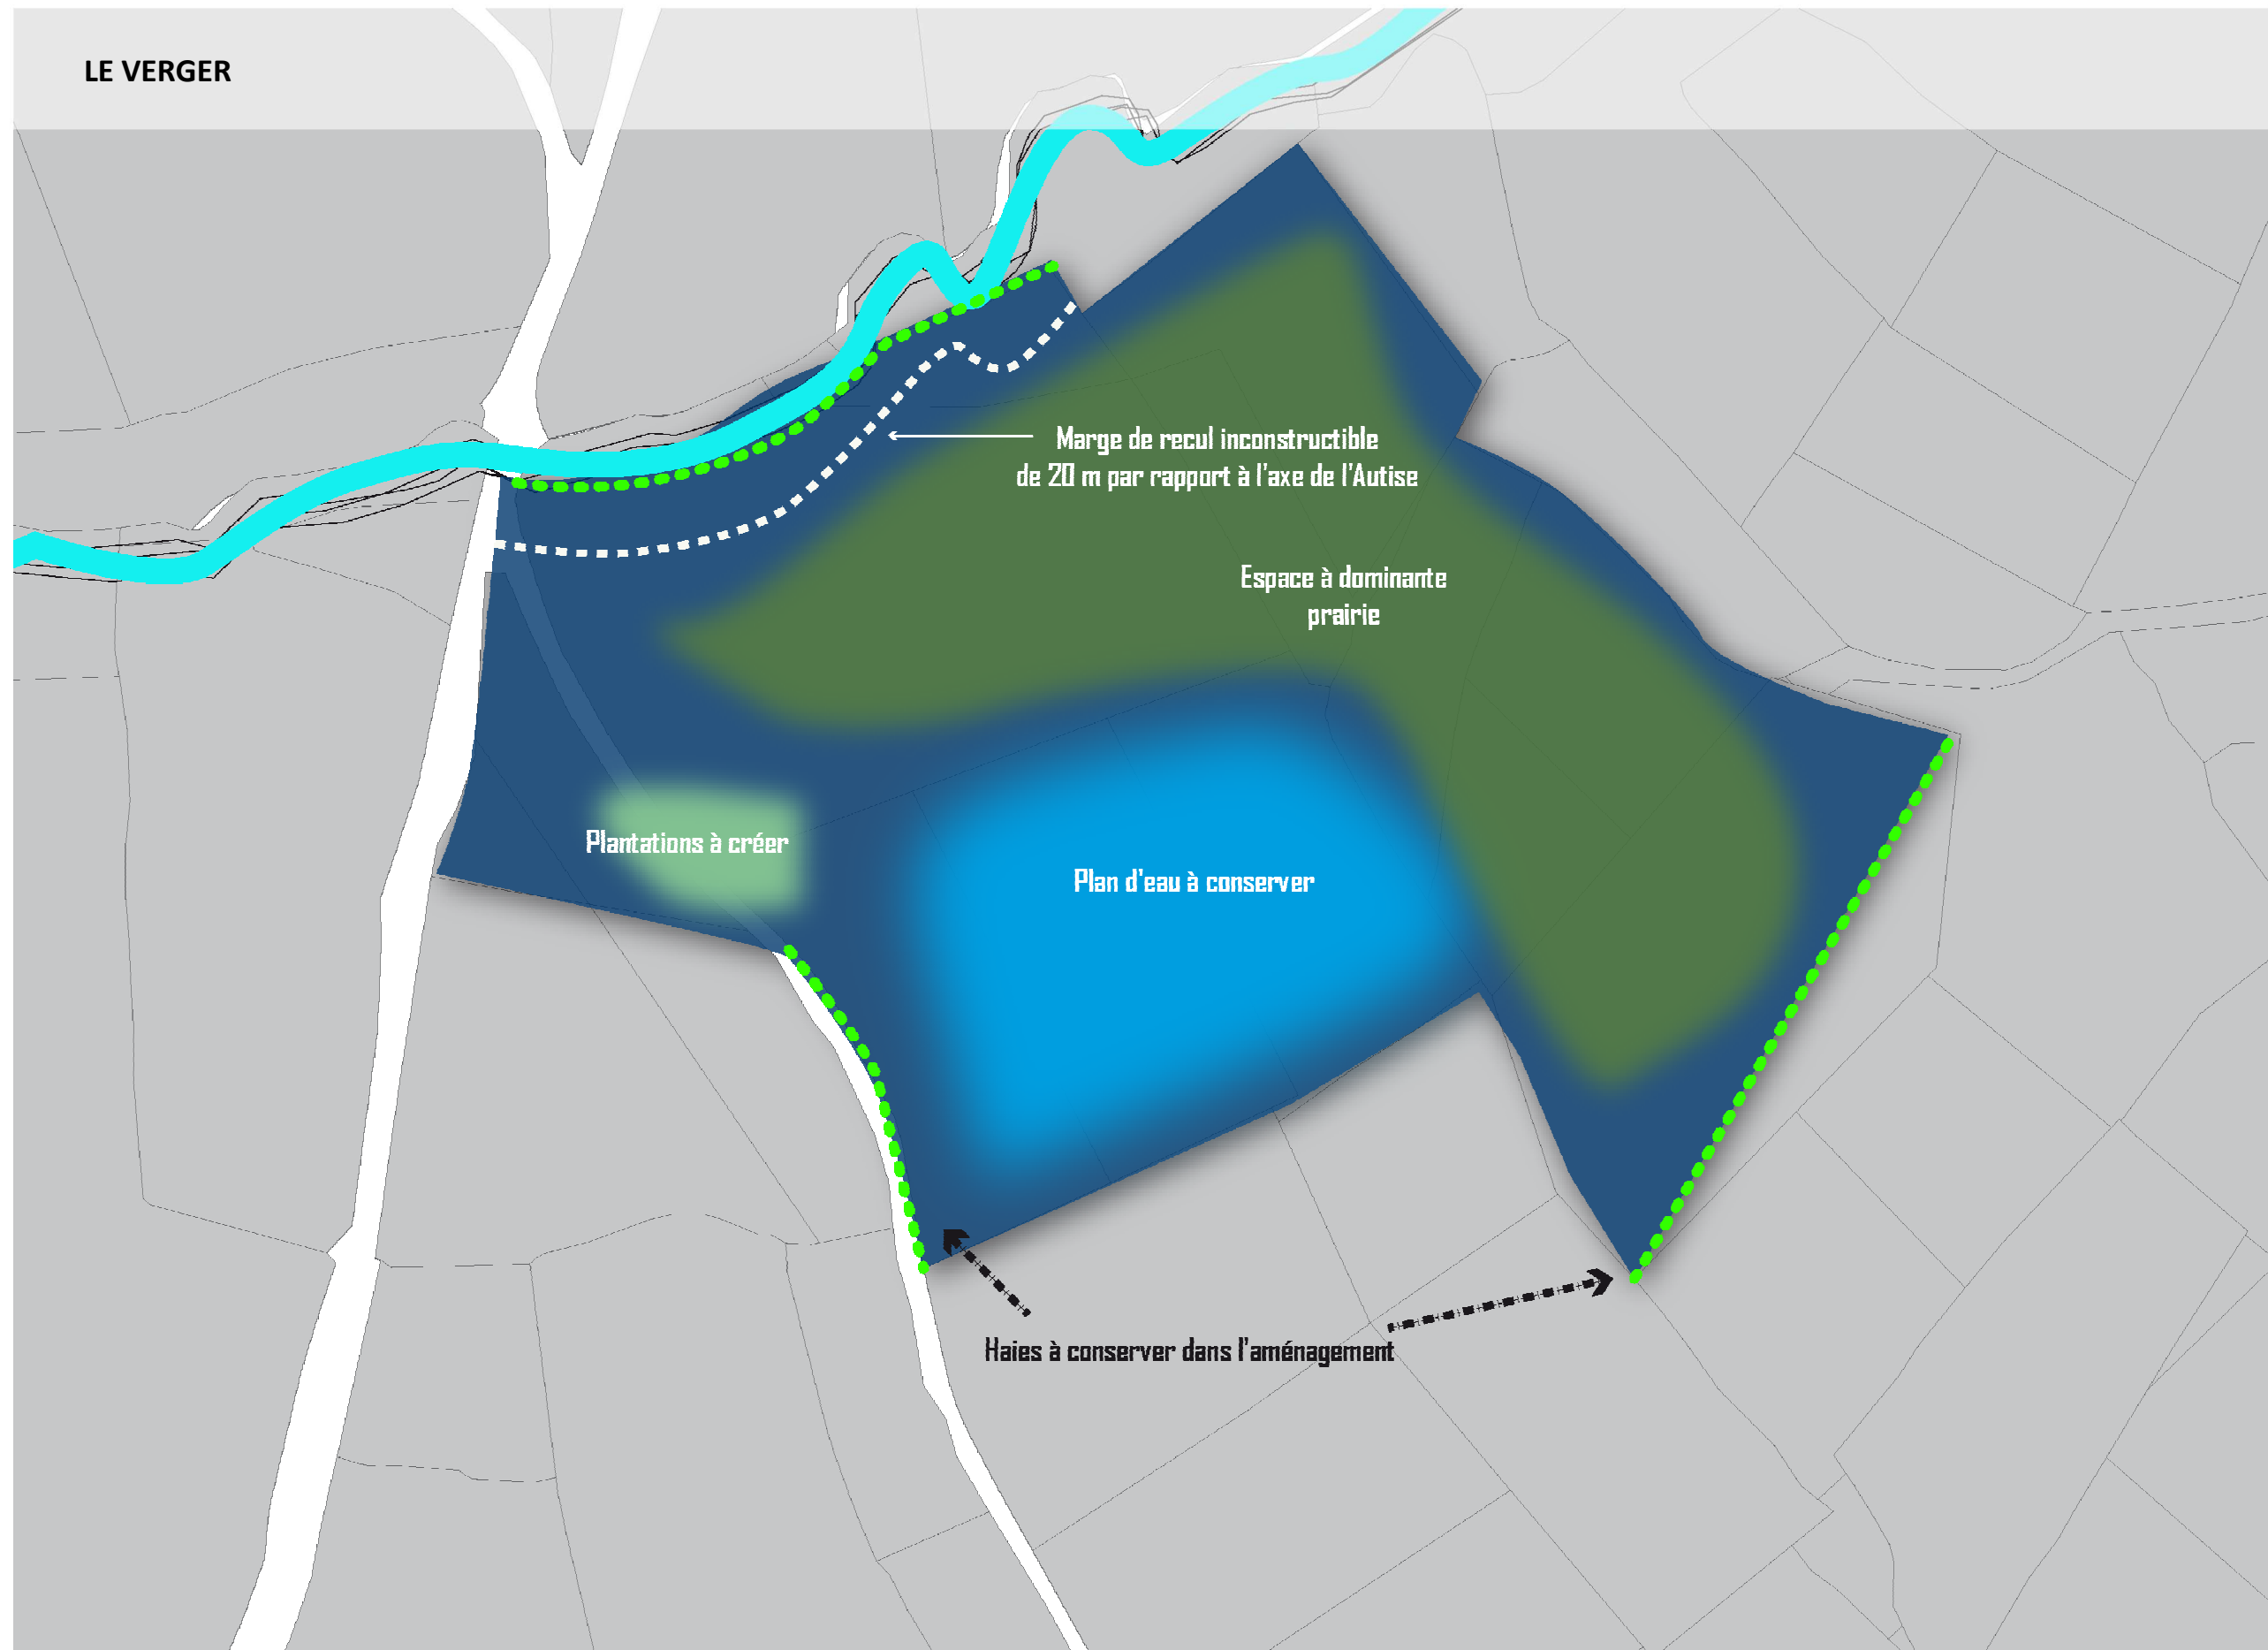 LE VERGER
Marge de recul inconstructible
de 20 m par rapport à l'axe de l'Autise
Espace à dominante
prairie
Plantations à créer
Plan d'eau à conserver
Haies à conserver dans l'aménagement